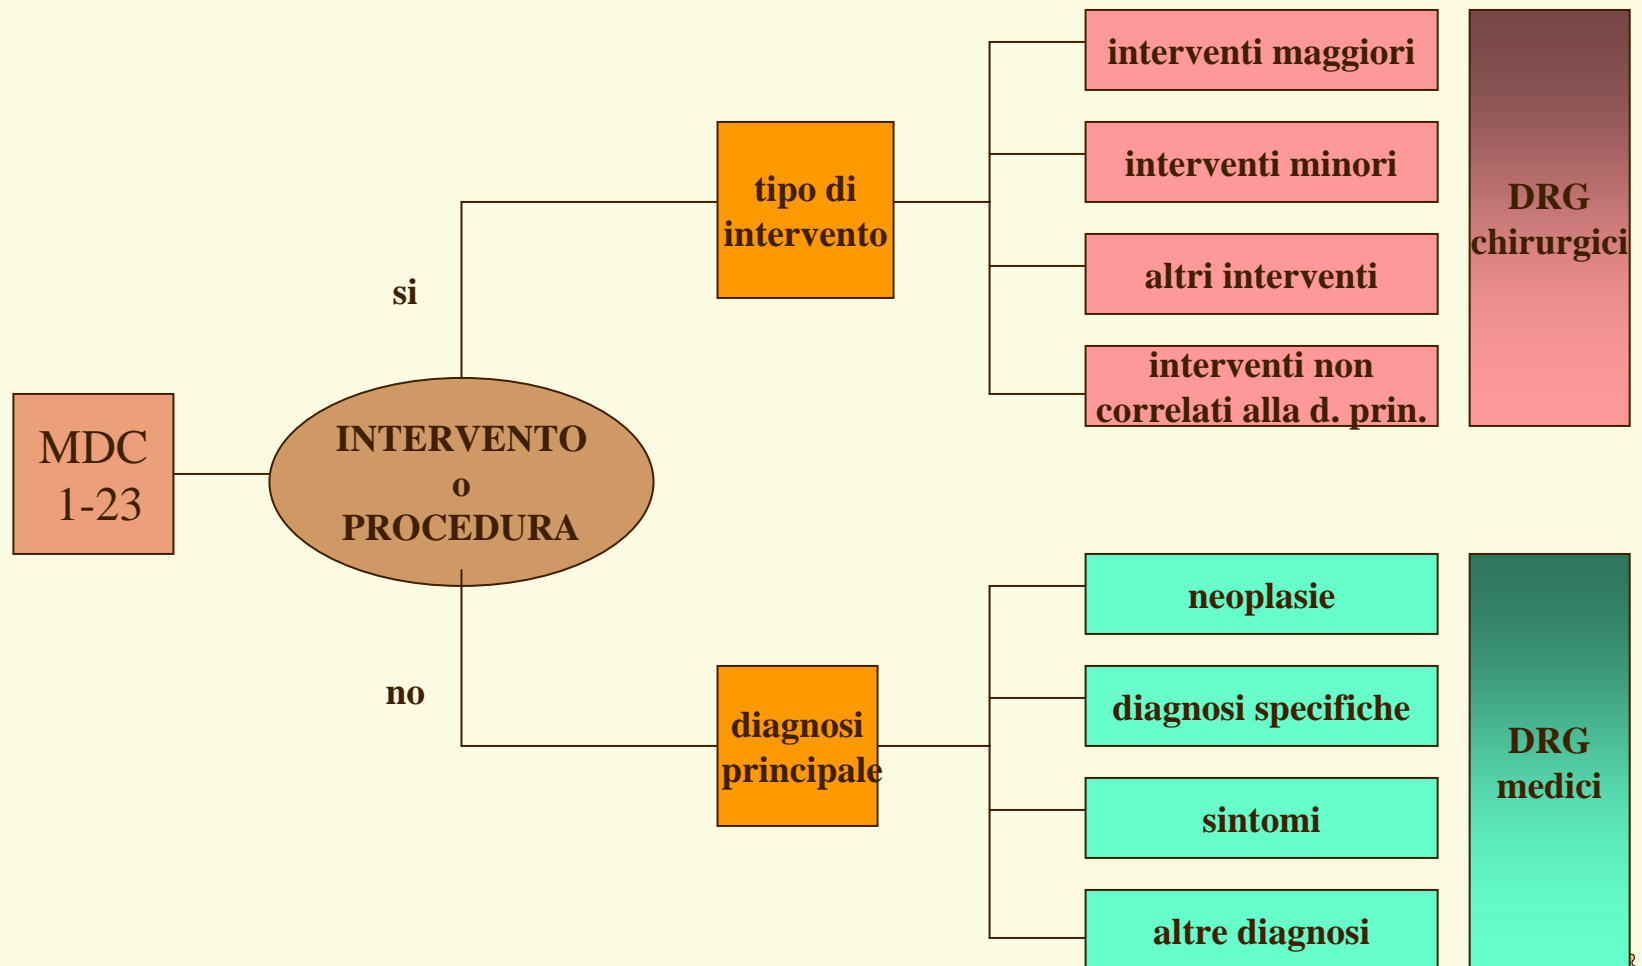 interventi maggiori
interventi minori
tipo di
intervento
DRG
chirurgici
altri interventi
si
interventi non
correlati alla d. prin.
MDC
1-23
INTERVENTO
o
PROCEDURA
neoplasie
no
diagnosi specifiche
diagnosi
principale
DRG
medici
sintomi
altre diagnosi